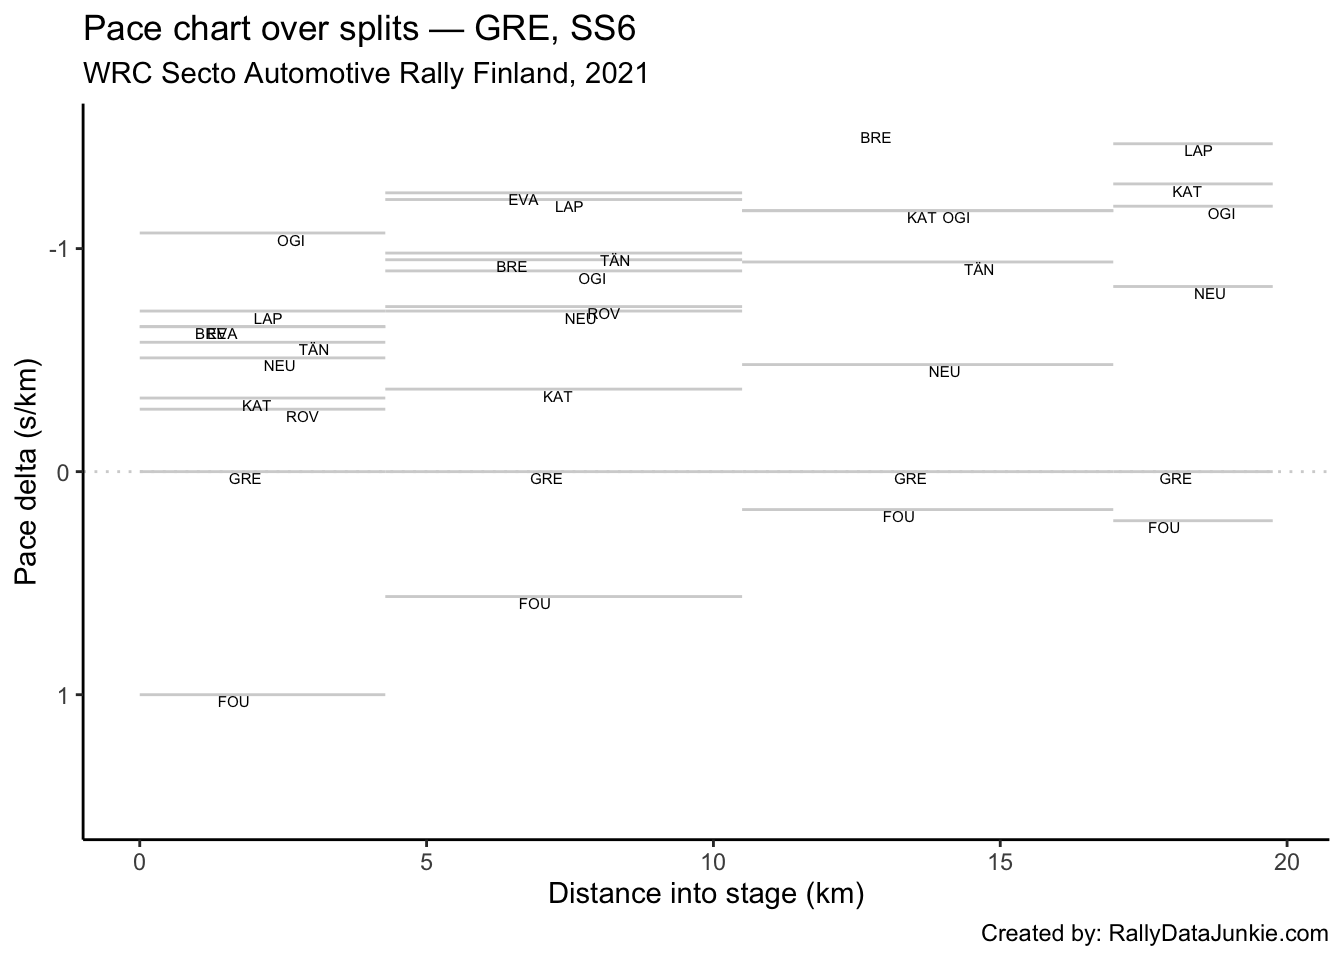 Pace chart over splits — GRE, SS6
WRC Secto Automotive Rally Finland, 2021
BRE
LAP
EVA
KAT
LAP
OGI
KAT OGI
-1
OGI
TÄN
BRE
TÄN
OGI
NEU
ROV
LAP
NEU
BRE
EVA
TÄN
NEU
NEU
KAT
KAT
ROV
0
GRE GRE GRE GRE
FOU
FOU
FOU
1
FOU
Pace delta (s/km)
0 5 10 15 20
Distance into stage (km)
Created by: RallyDataJunkie.com